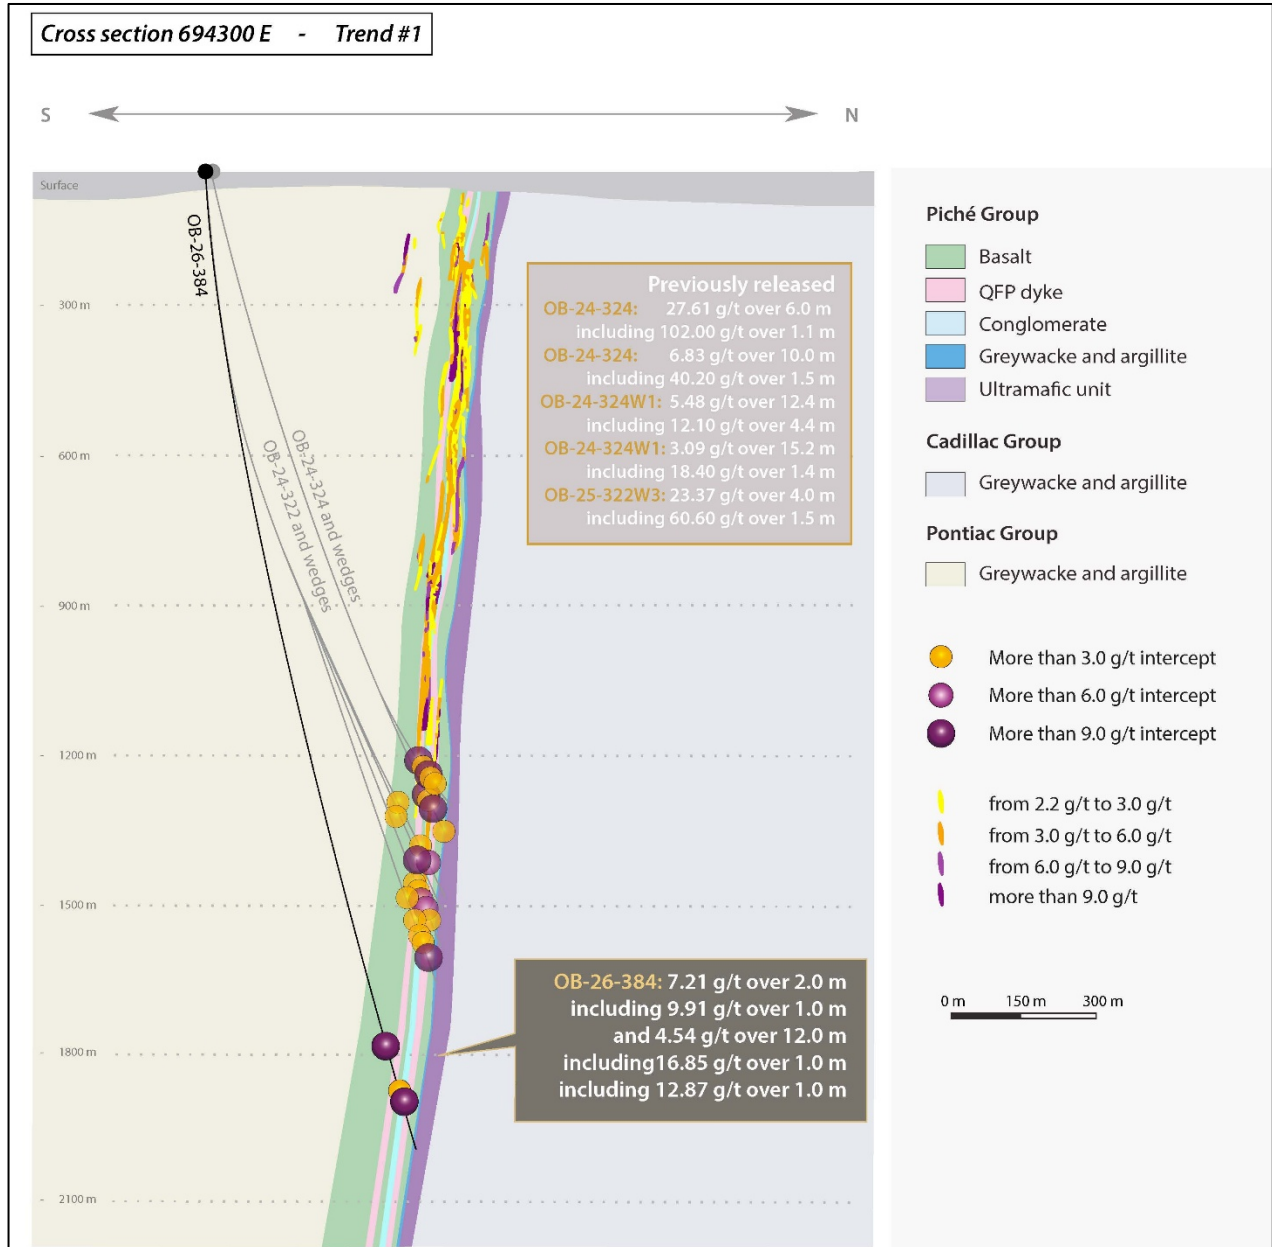 Cross section 694300 E - Trend #1
S
N
Surface
OB-26-384
OB-24-324 and wedges
OB-24-322 and wedges
300 m
600 m
900 m
1200 m
1500 m
1800 m
2100 m
Previously released
OB-24-324: 27.61 g/t over 6.0 m
including 102.00 g/t over 1.1 m
OB-24-324: 6.83 g/t over 10.0 m
including 40.20 g/t over 1.5 m
OB-24-324W1: 5.48 g/t over 12.4 m
including 12.10 g/t over 4.4 m
OB-24-324W1: 3.09 g/t over 15.2 m
including 18.40 g/t over 1.4 m
OB-25-322W3: 23.37 g/t over 4.0 m
including 60.60 g/t over 1.5 m
OB-26-384: 7.21 g/t over 2.0 m
including 9.91 g/t over 1.0 m
and 4.54 g/t over 12.0 m
including16.85 g/t over 1.0 m
including 12.87 g/t over 1.0 m
Piché Group
Basalt
QFP dyke
Conglomerate
Greywacke and argillite
Ultramafic unit
Cadillac Group
Greywacke and argillite
Pontiac Group
Greywacke and argillite
More than 3.0 g/t intercept
More than 6.0 g/t intercept
More than 9.0 g/t intercept
from 2.2 g/t to 3.0 g/t
from 3.0 g/t to 6.0 g/t
from 6.0 g/t to 9.0 g/t
more than 9.0 g/t
0 m 150 m 300 m